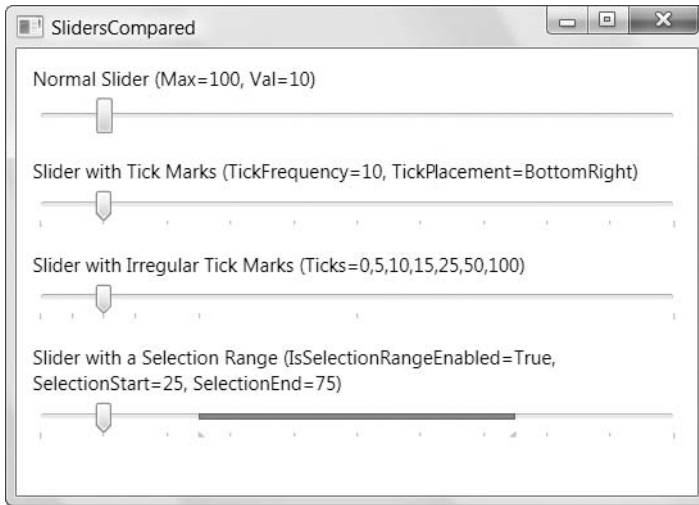 SlidersCompared
Normal Slider (Max=100, Val=10)
Slider with Tick Marks (TickFrequency=10, TickPlacement=BottomRight)
Slider with Irregular Tick Marks (Ticks=0,5,10,15,25,50,100)
Slider with a Selection Range (IsSelectionRangeEnabled=True,
SelectionStart=25, SelectionEnd=75)